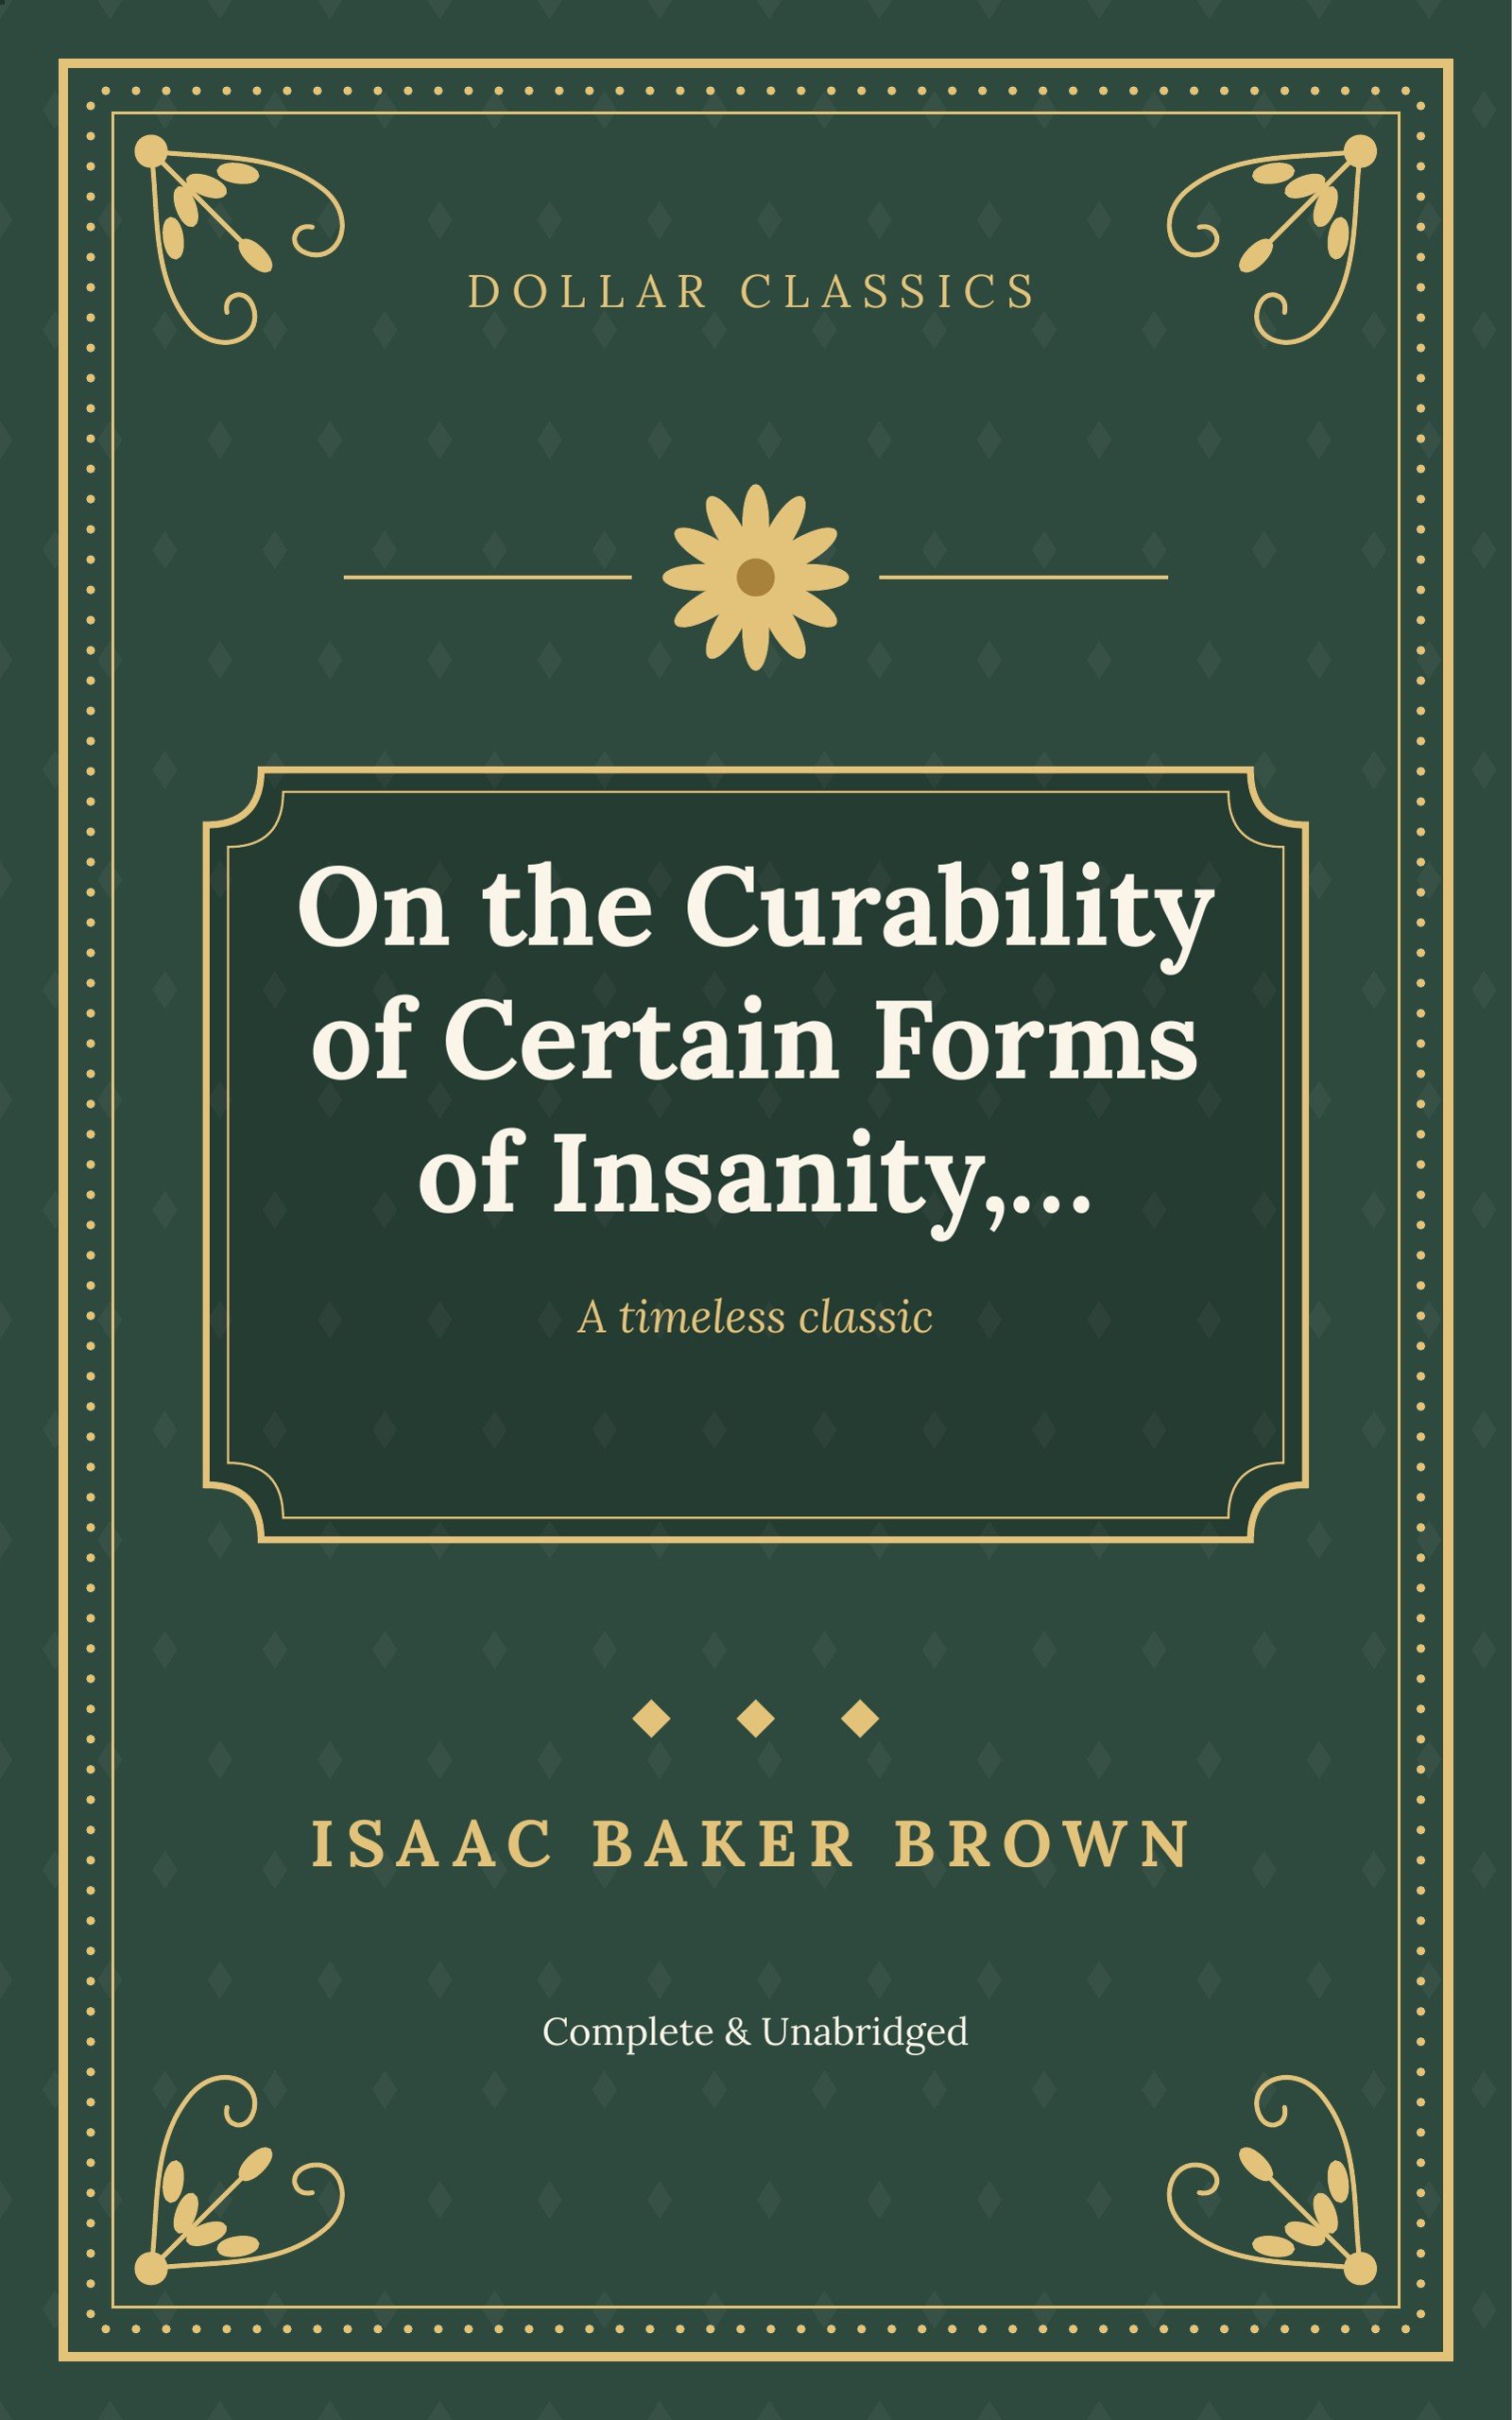 DOLLAR CLASSICS
On the Curability
of Certain Forms
of Insanity,...
A timeless classic
ISAAC BAKER BROWN
Complete & Unabridged